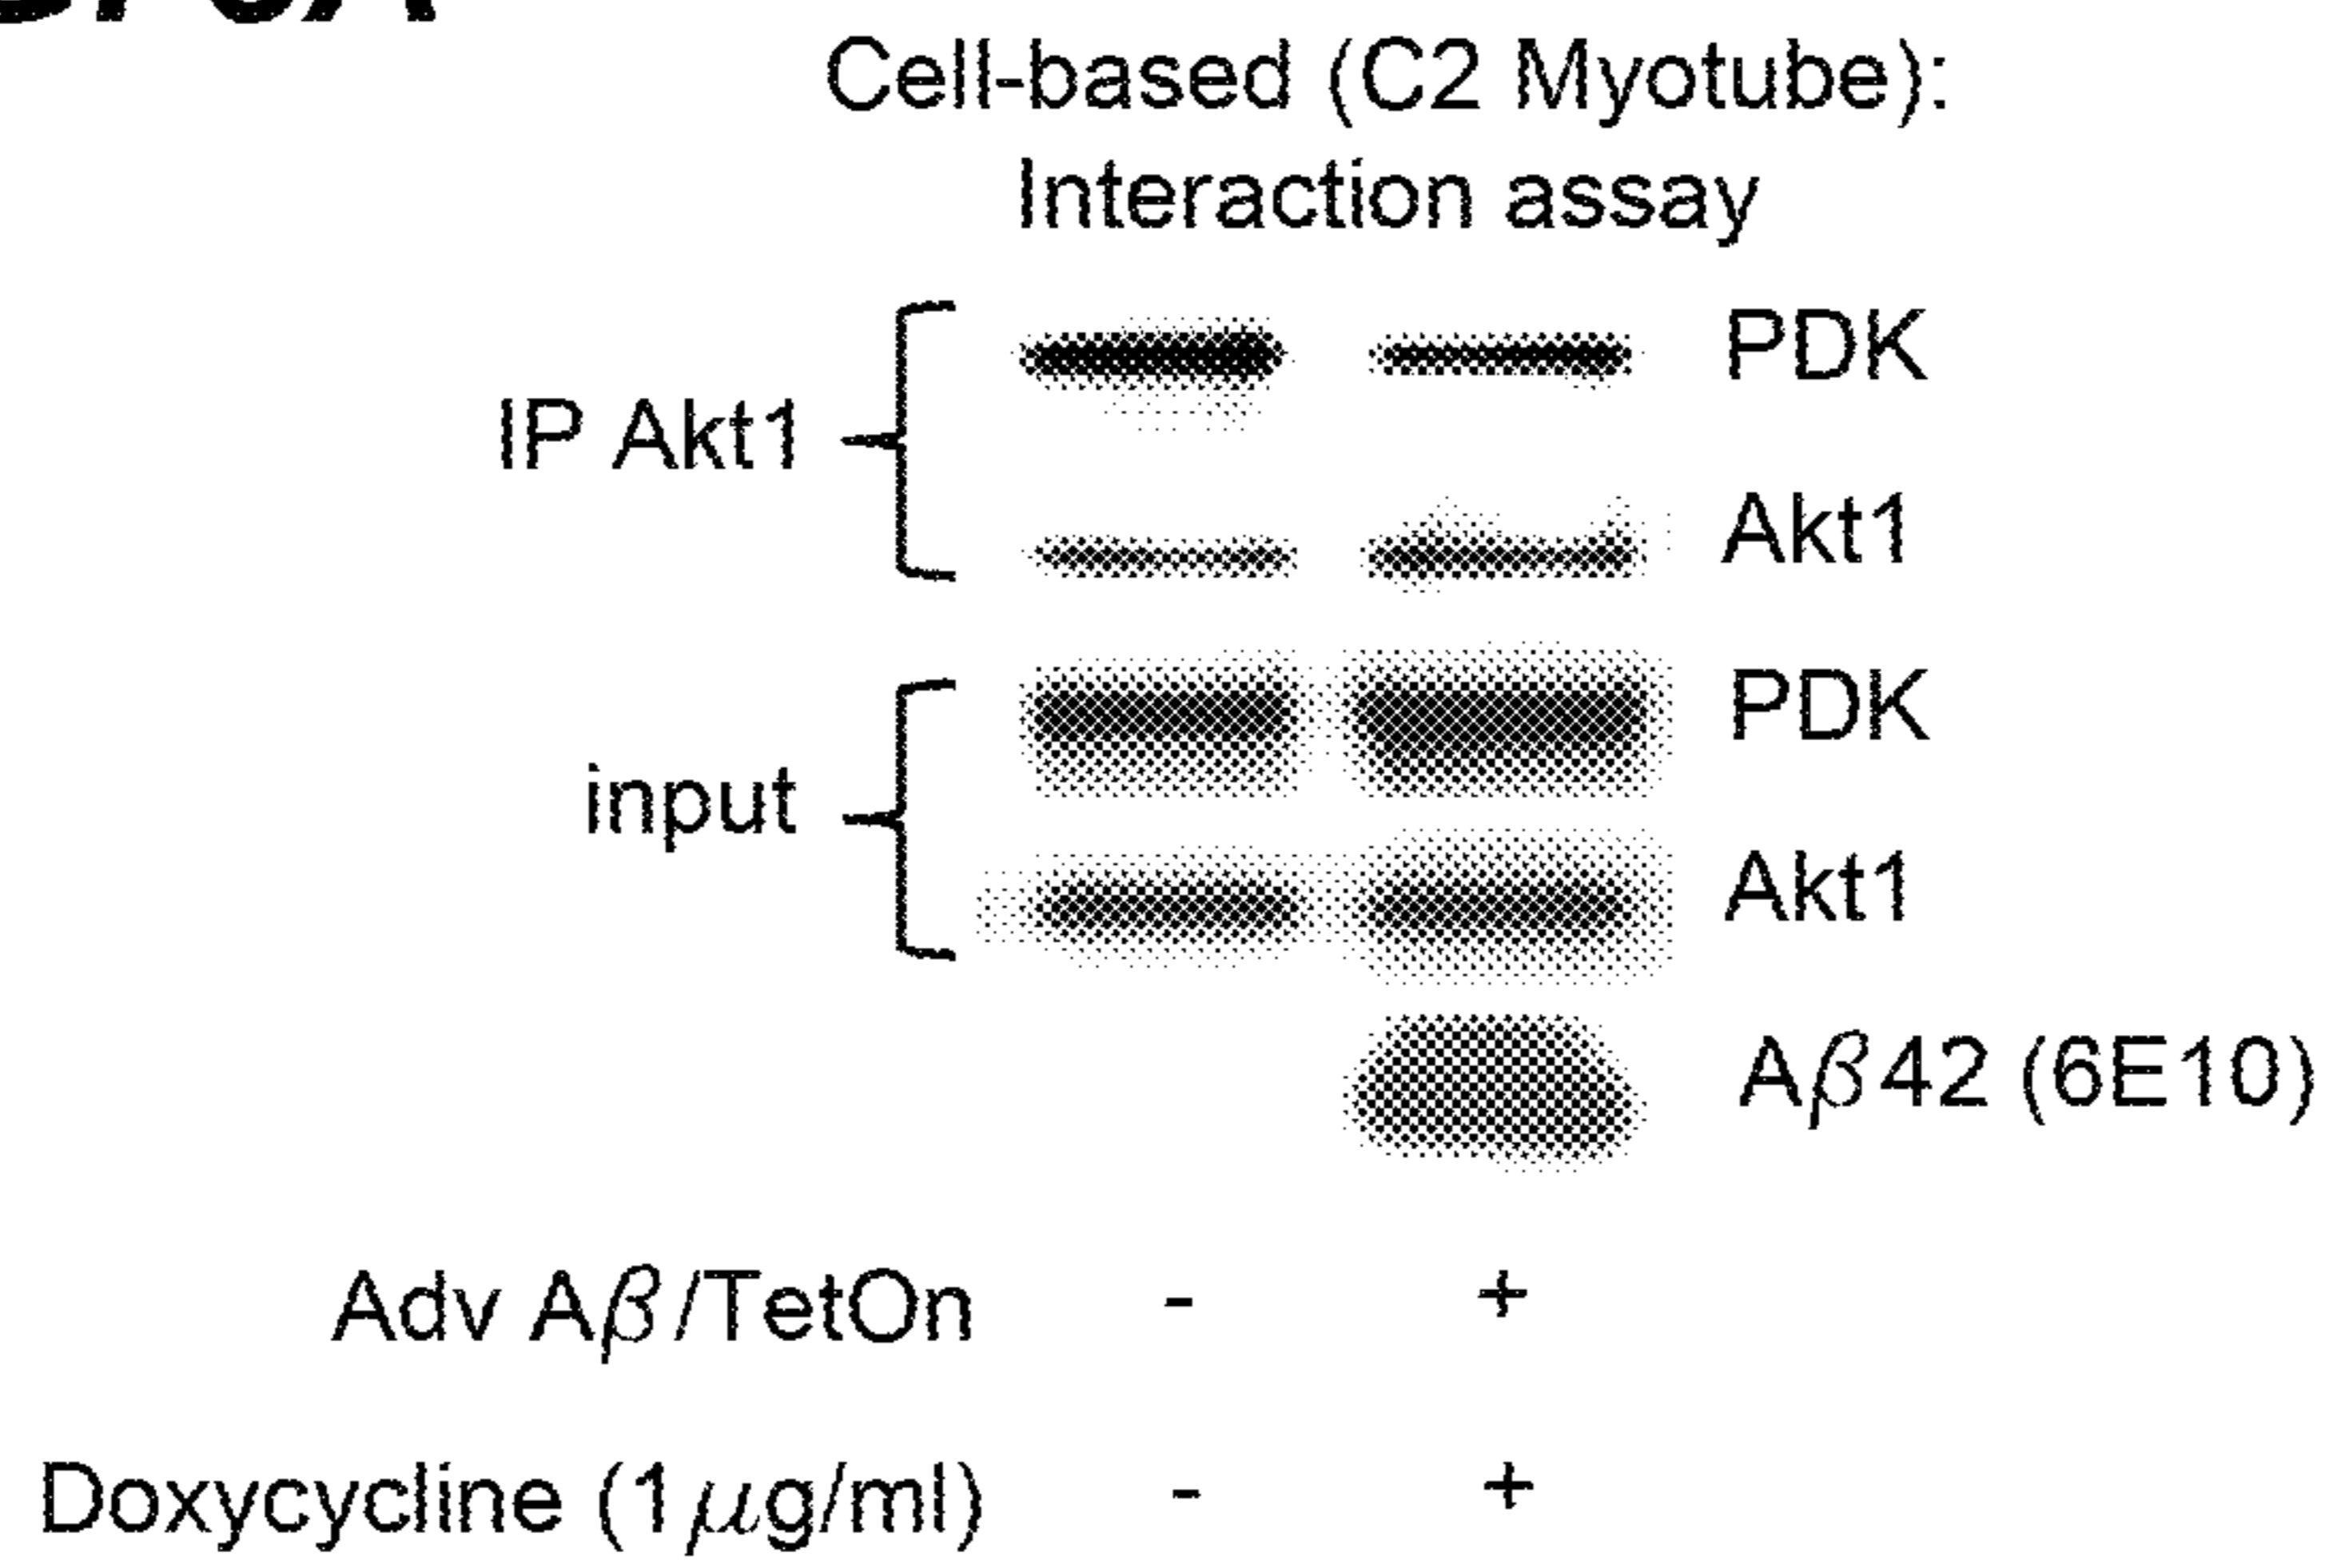 Cell-based (C2 Myotube):
Interaction assay
IP Akt1
PDK
Akt1
input
PDK
Akt1
Aβ42 (6E10)
Adv Aβ/TetOn - +
Doxycycline (1μg/ml) - +